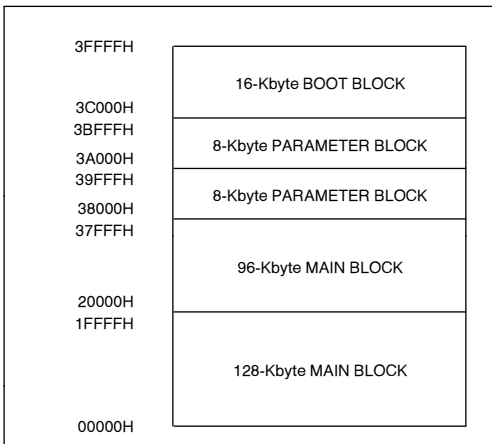 3FFFFH
16-Kbyte BOOT BLOCK
3C000H
3BFFFH
8-Kbyte PARAMETER BLOCK
3A000H
39FFFH
8-Kbyte PARAMETER BLOCK
38000H
37FFFH
96-Kbyte MAIN BLOCK
20000H
1FFFFH
128-Kbyte MAIN BLOCK
00000H